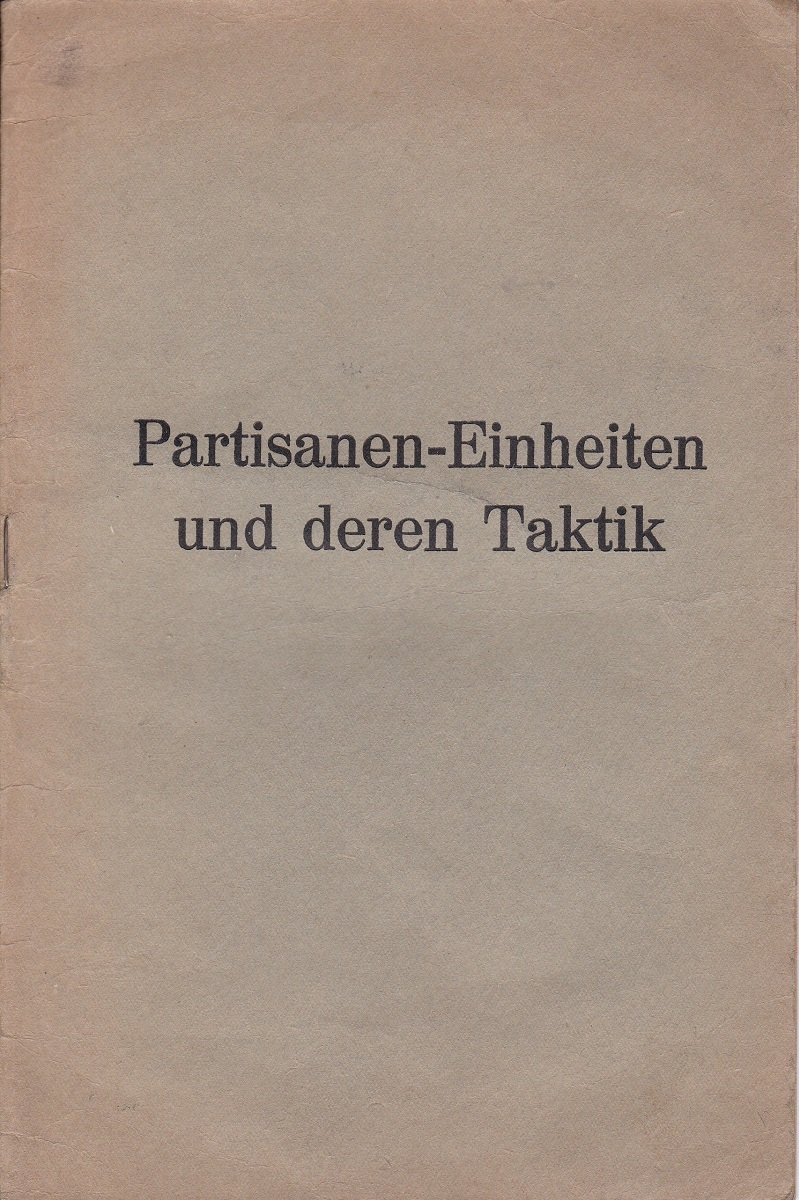 Partisanen-Einheiten
und deren Taktik